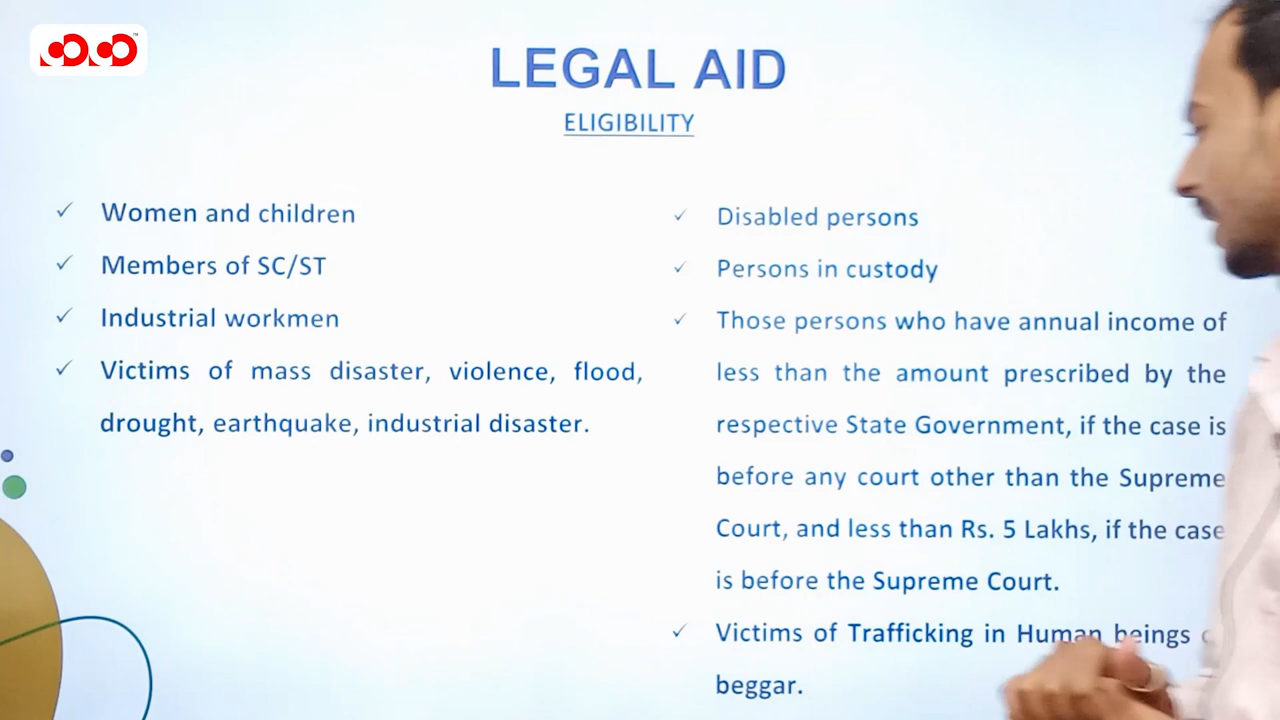 LEGAL AID
ELIGIBILITY
✓ Women and children
✓ Members of SC/ST
✓ Industrial workmen
✓ Victims of mass disaster, violence, flood,
drought, earthquake, industrial disaster.
✓ Disabled persons
✓ Persons in custody
✓ Those persons who have annual income of
less than the amount prescribed by the
respective State Government, if the case is
before any court other than the Supreme
Court, and less than Rs. 5 Lakhs, if the case
is before the Supreme Court.
✓ Victims of Trafficking in Human beings
beggar.